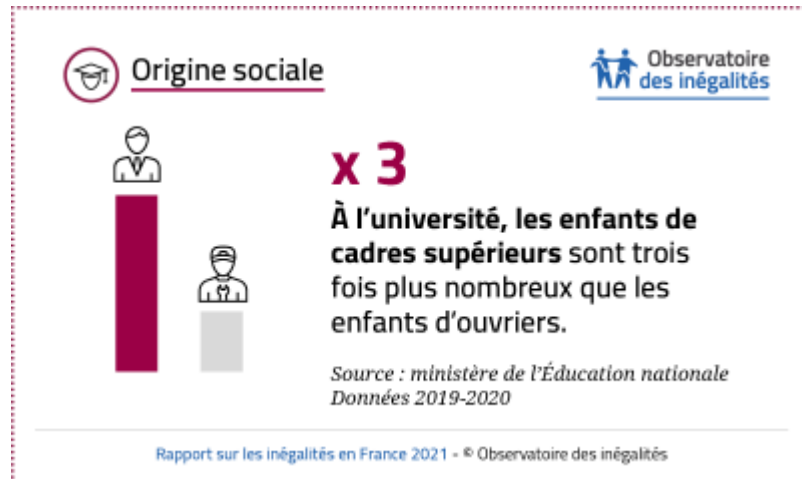 Origine sociale
Observatoire
des inégalités
x 3
À l'université, les enfants de
cadres supérieurs sont trois
fois plus nombreux que les
enfants d'ouvriers.
Source : ministère de l'Éducation nationale
Données 2019-2020
Rapport sur les inégalités en France 2021 - © Observatoire des inégalités